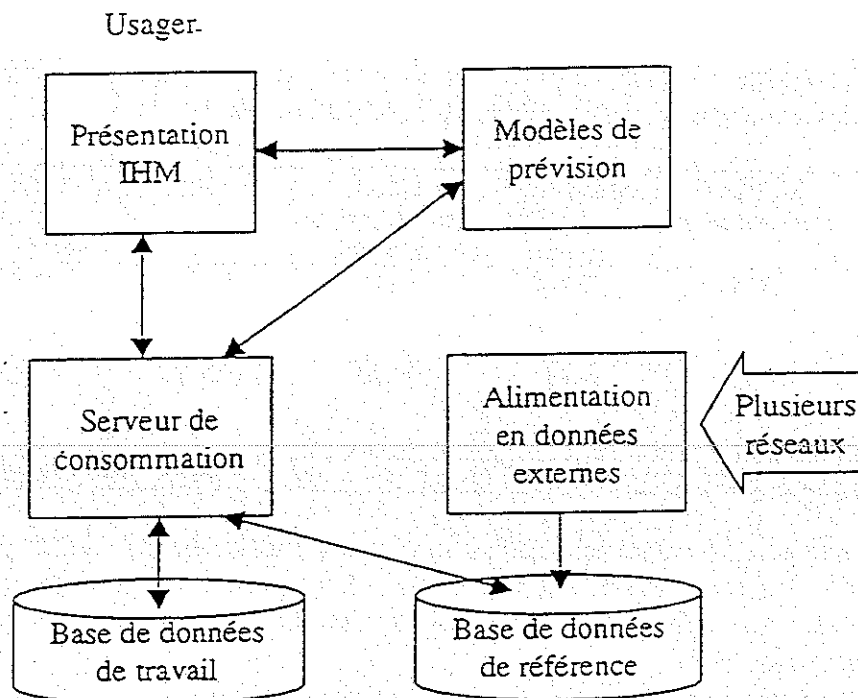 Usager
Présentation
IHM
Modèles de
prévision
Serveur de
consommation
Alimentation
en données
externes
Plusieurs
réseaux
Base de données
de travail
Base de données
de référence